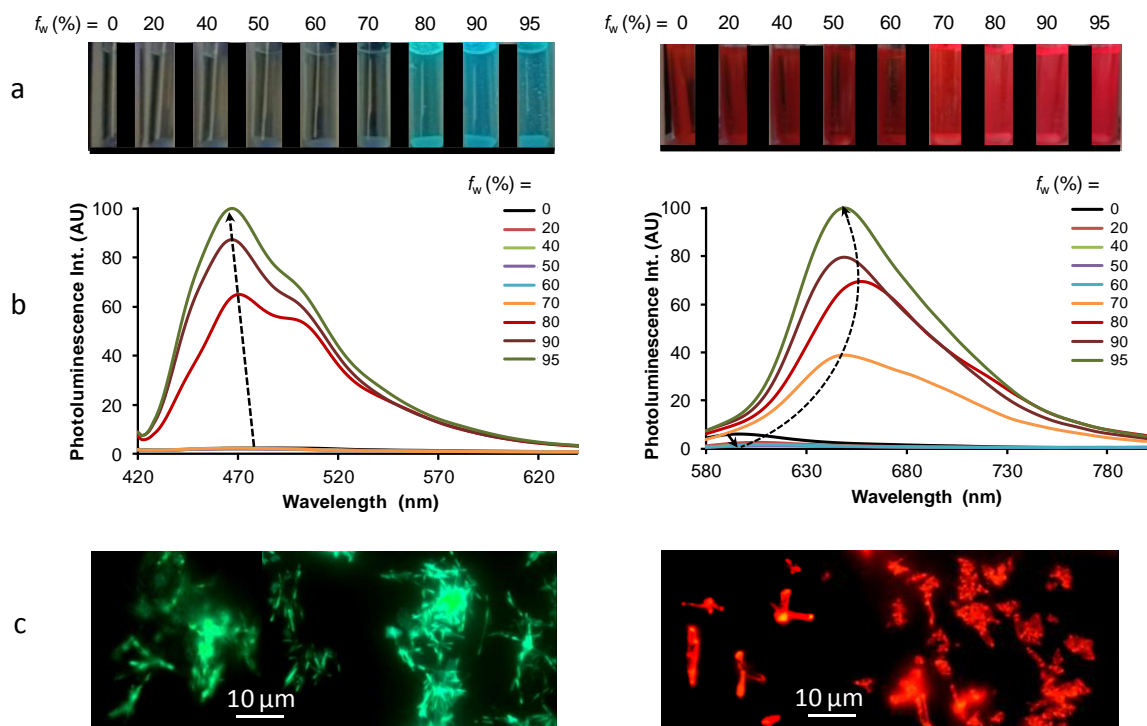 f_w (%) = 0 20 40 50 60 70 80 90 95
f_w (%) = 0 20 40 50 60 70 80 90 95
a
b
Photoluminescence Int. (AU)
100
80
60
40
20
0
420 470 520 570 620
Wavelength (nm)
f_w (%) =
0
20
40
50
60
70
80
90
95
Photoluminescence Int. (AU)
100
80
60
40
20
0
580 630 680 730 780
Wavelength (nm)
f_w (%) =
0
20
40
50
60
70
80
90
95
c
10 μm
10 μm